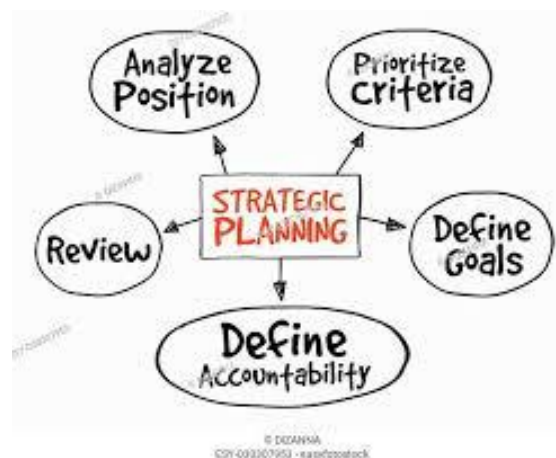 Analyze
Position
Prioritize
Criteria
STRATEGIC
PLANNING
Review
Define
Goals
Define
Accountability
© DIZANNA